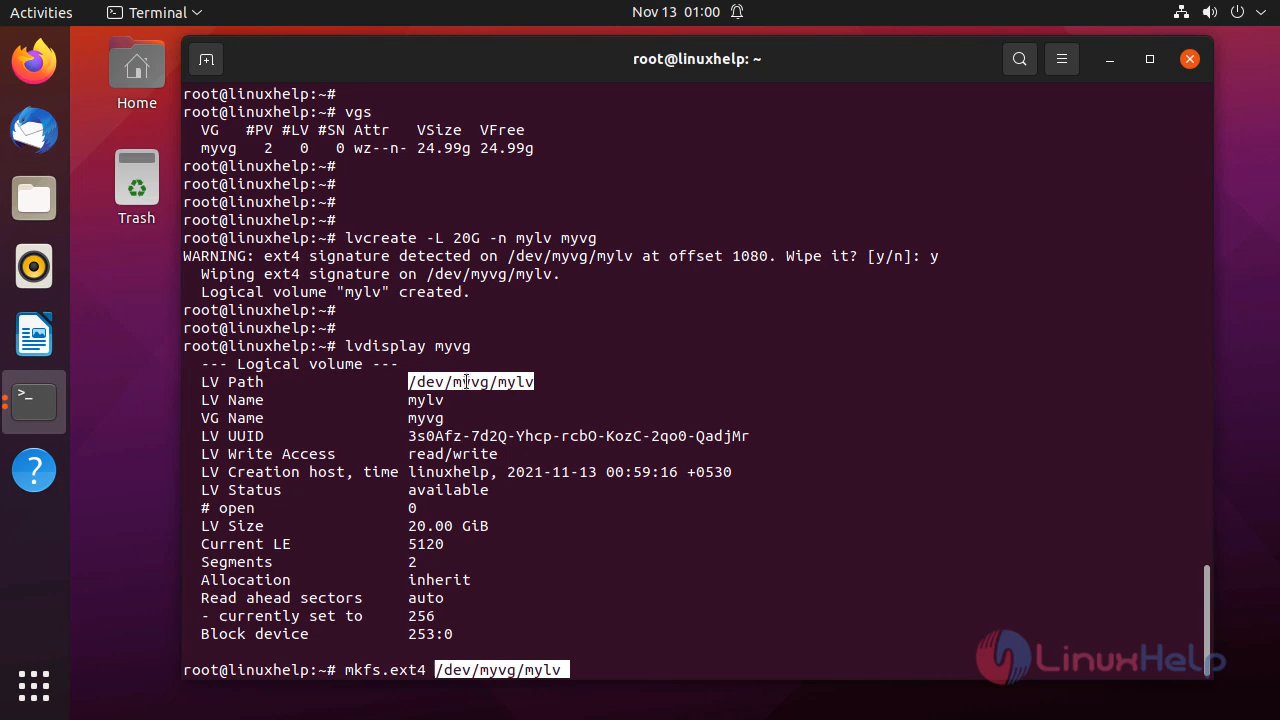 Activities
Terminal
Nov 13 01:00
root@linuxhelp: ~
Home
Trash
root@linuxhelp:~#
root@linuxhelp:~# vgs
VG #PV #LV #SN Attr VSize VFree
myvg 2 0 0 wz--n- 24.99g 24.99g
root@linuxhelp:~#
root@linuxhelp:~#
root@linuxhelp:~#
root@linuxhelp:~#
root@linuxhelp:~# lvcreate -L 20G -n mylv myvg
WARNING: ext4 signature detected on /dev/myvg/mylv at offset 1080. Wipe it? [y/n]: y
Wiping ext4 signature on /dev/myvg/mylv.
Logical volume "mylv" created.
root@linuxhelp:~#
root@linuxhelp:~#
root@linuxhelp:~# lvdisplay myvg
--- Logical volume ---
LV Path /dev/myvg/mylv
LV Name mylv
VG Name myvg
LV UUID 3s0Afz-7d2Q-Yhcp-rcbO-KozC-2qo0-QadjMr
LV Write Access read/write
LV Creation host, time linuxhelp, 2021-11-13 00:59:16 +0530
LV Status available
# open 0
LV Size 20.00 GiB
Current LE 5120
Segments 2
Allocation inherit
Read ahead sectors auto
- currently set to 256
Block device 253:0
root@linuxhelp:~# mkfs.ext4 /dev/myvg/mylv
LinuxHelp